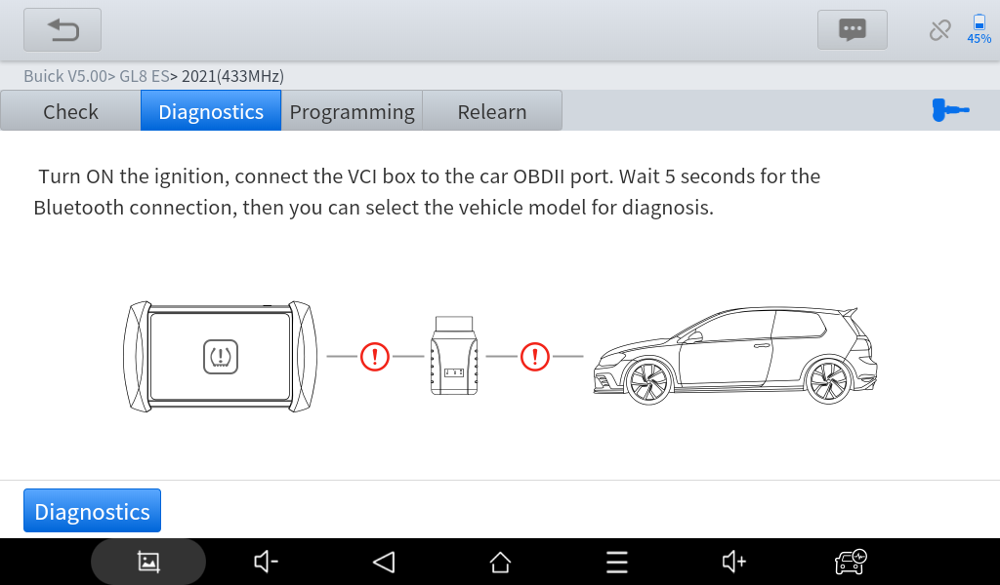 45%
Buick V5.00> GL8 ES> 2021(433MHz)
Check
Diagnostics
Programming
Relearn
Turn ON the ignition, connect the VCI box to the car OBDII port. Wait 5 seconds for the
Bluetooth connection, then you can select the vehicle model for diagnosis.
Diagnostics